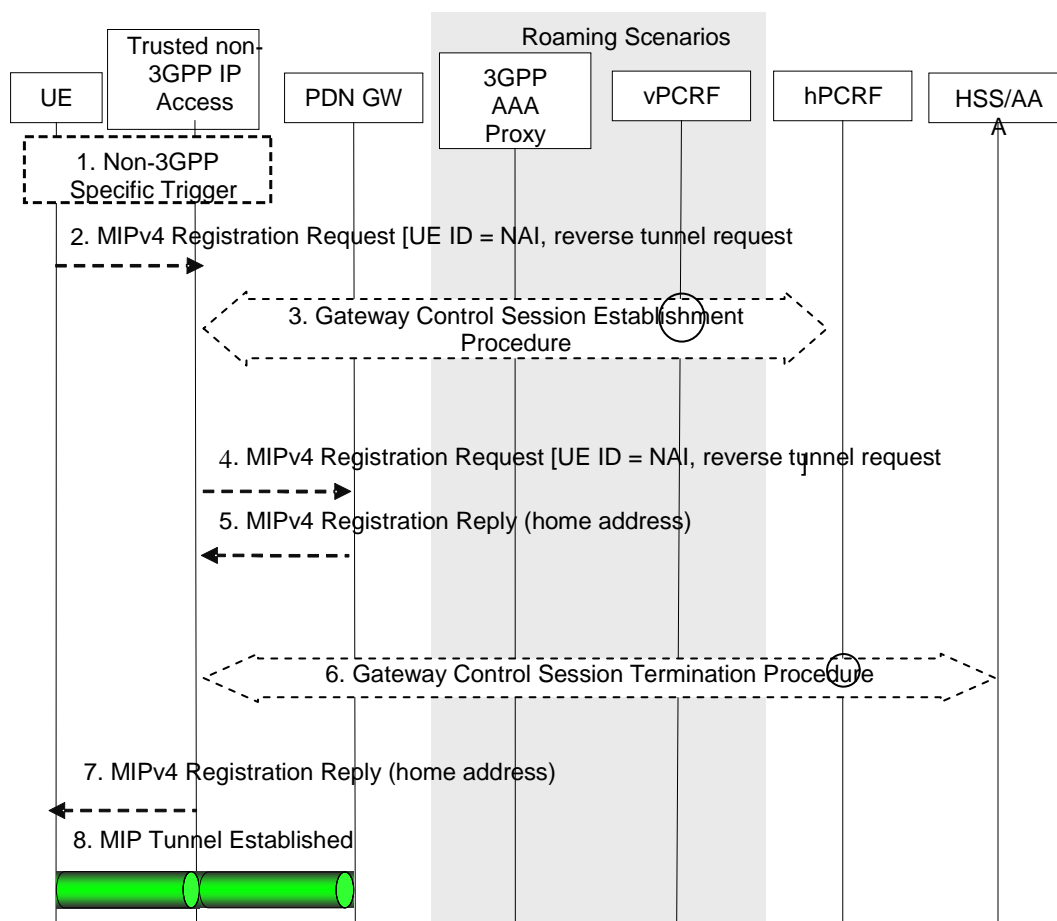 Roaming Scenarios
UE
Trusted non-
3GPP IP
Access
PDN GW
3GPP
AAA
Proxy
vPCRF
hPCRF
HSS/AA
A
1. Non-3GPP
Specific Trigger
2. MIPv4 Registration Request [UE ID = NAI, reverse tunnel request
3. Gateway Control Session Establishment
Procedure
4. MIPv4 Registration Request [UE ID = NAI, reverse tunnel request
]
5. MIPv4 Registration Reply (home address)
6. Gateway Control Session Termination Procedure
7. MIPv4 Registration Reply (home address)
8. MIP Tunnel Established